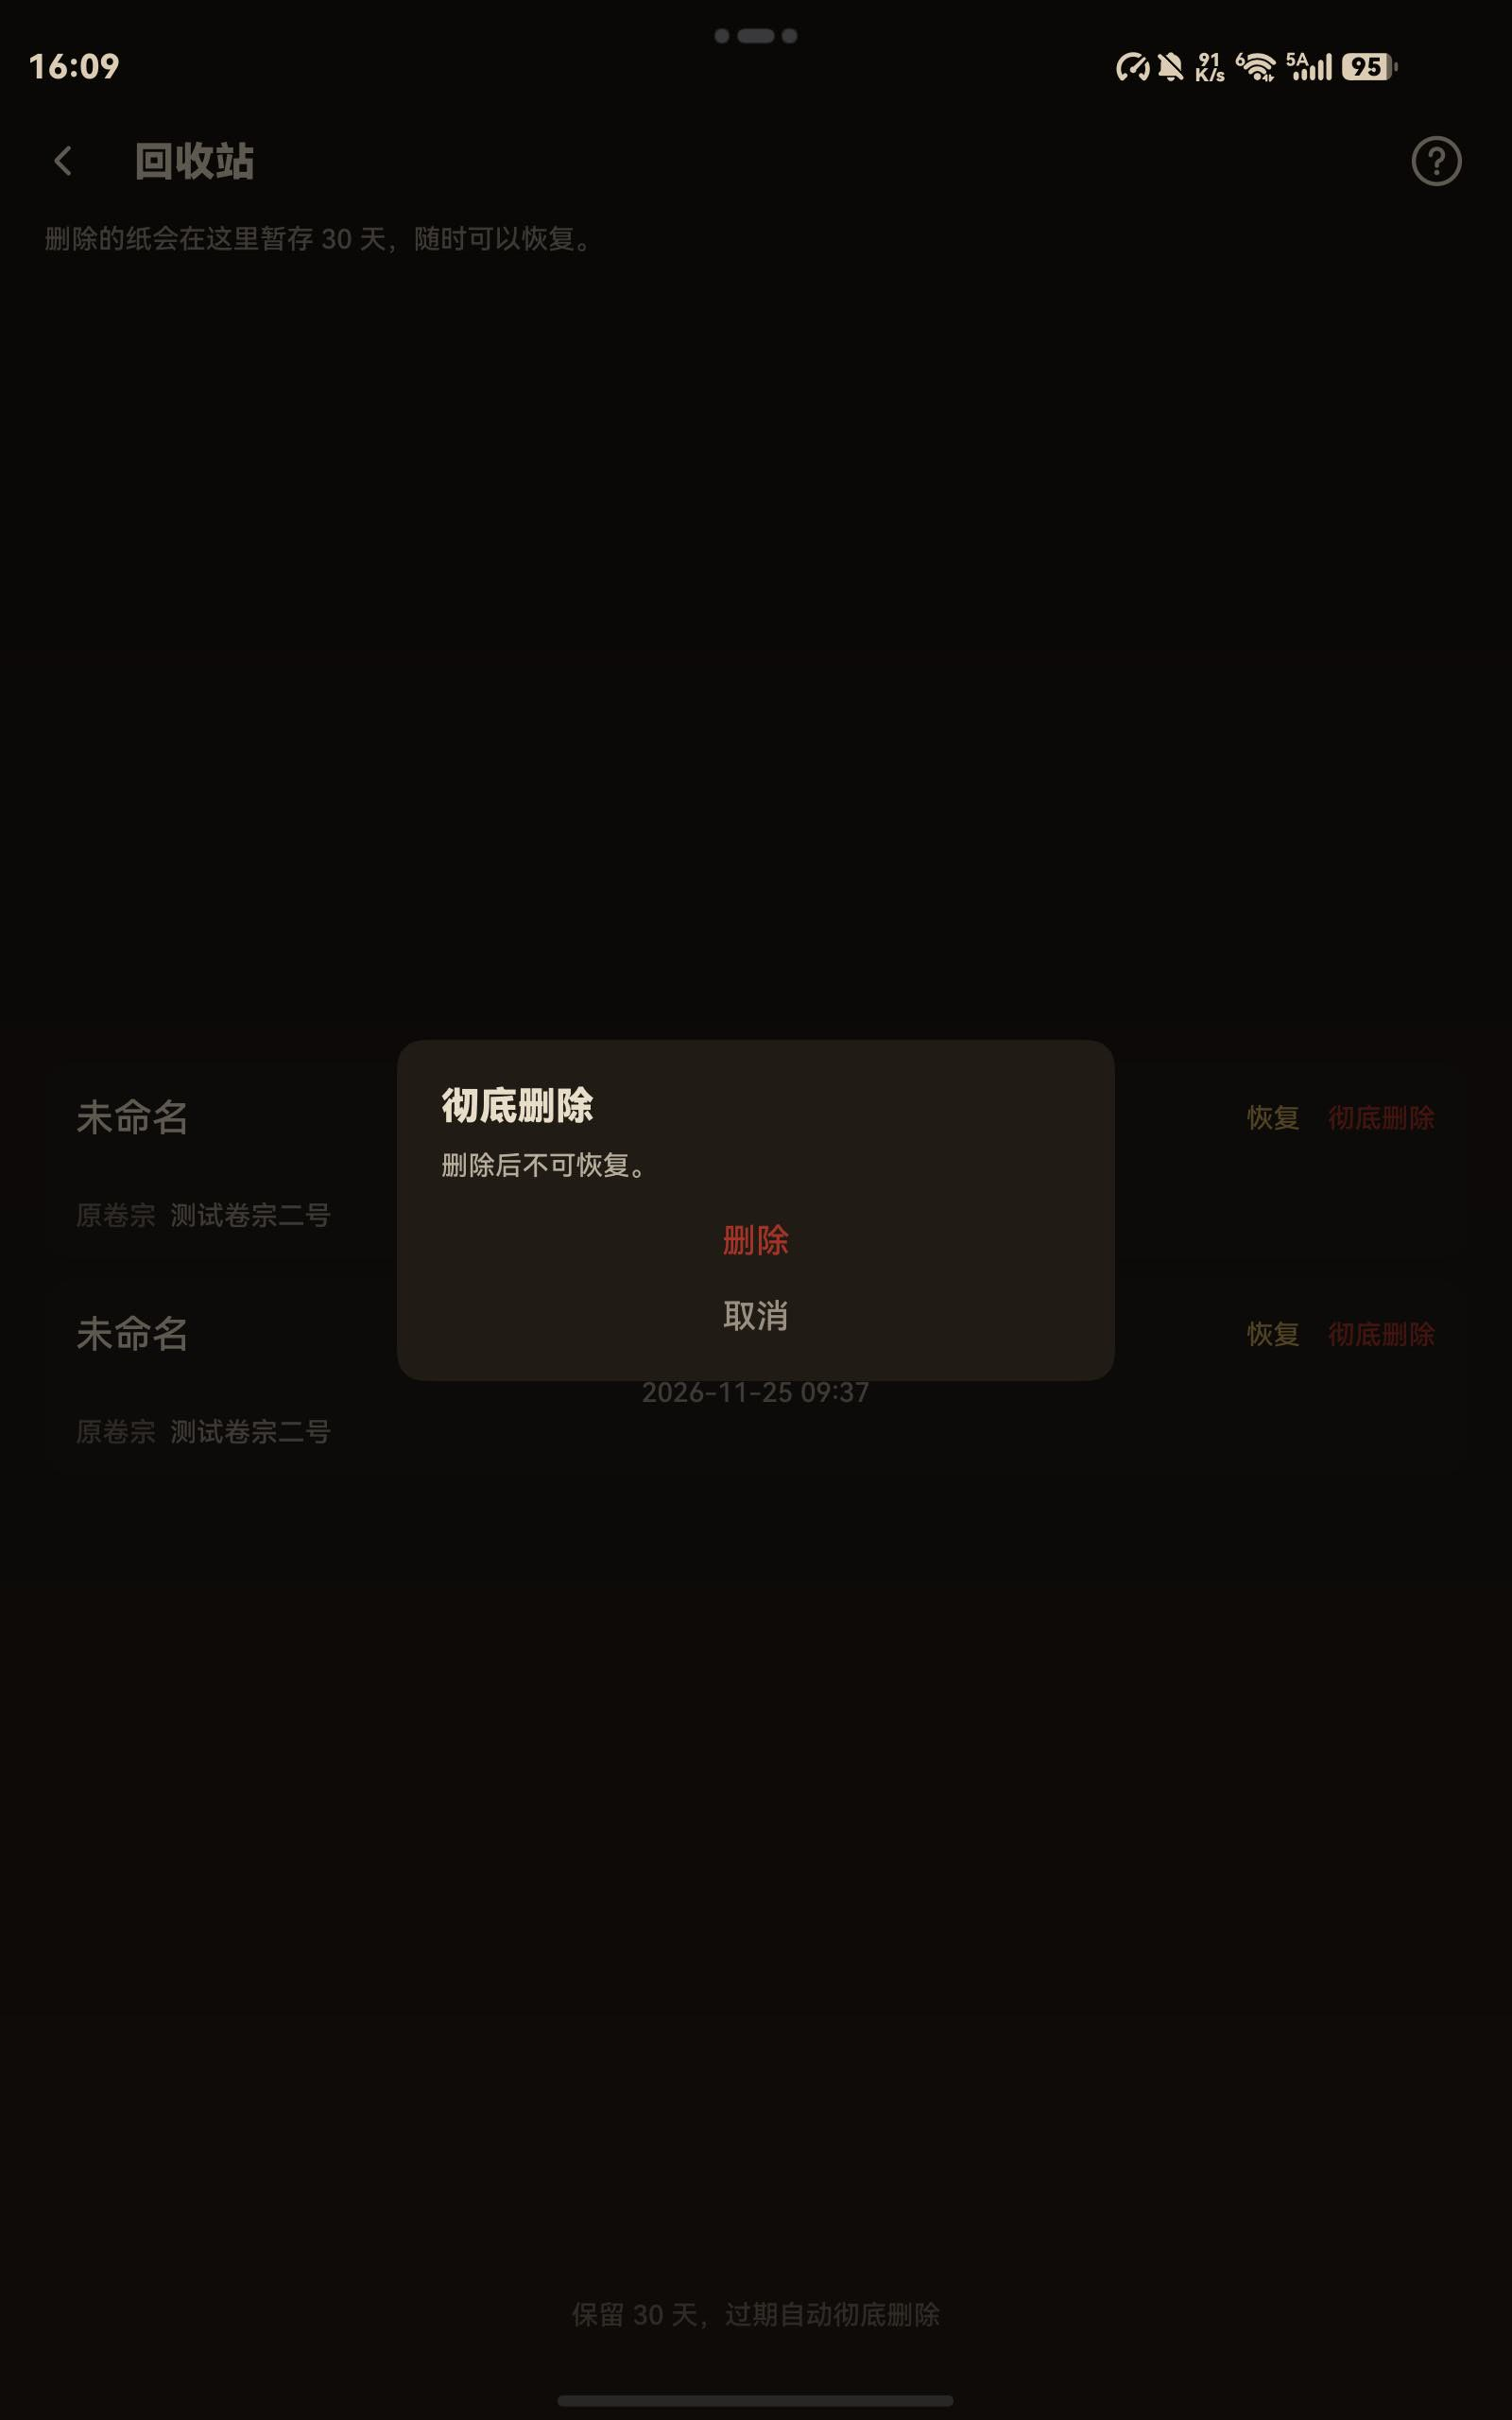 16:09
91 K/s 6 5A 95
回收站
删除的纸会在这里暂存 30 天，随时可以恢复。
彻底删除
删除后不可恢复。
删除
取消
未命名 恢复 彻底删除
原卷宗 测试卷宗二号
未命名 恢复 彻底删除
2026-11-25 09:37
原卷宗 测试卷宗二号
保留 30 天，过期自动彻底删除